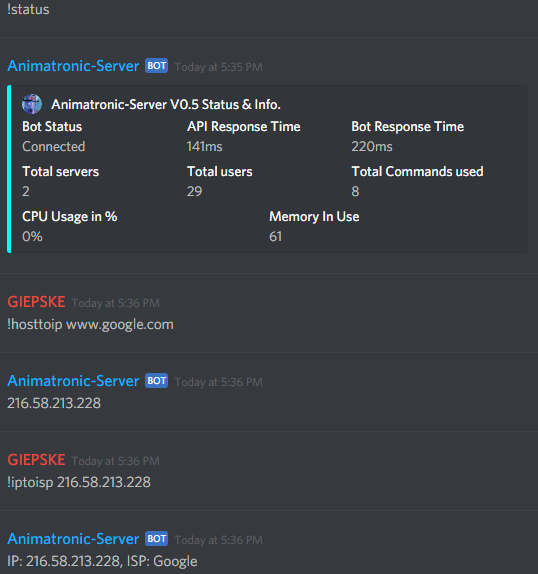 !status
Animatronic-Server BOT Today at 5:35 PM
Animatronic-Server V0.5 Status & Info.
Bot Status API Response Time Bot Response Time
Connected 141ms 220ms
Total servers Total users Total Commands used
2 29 8
CPU Usage in % Memory In Use
0% 61
GIEPSKE Today at 5:36 PM
!hosttoip www.google.com
Animatronic-Server BOT Today at 5:36 PM
216.58.213.228
GIEPSKE Today at 5:36 PM
!iptoisp 216.58.213.228
Animatronic-Server BOT Today at 5:36 PM
IP: 216.58.213.228, ISP: Google